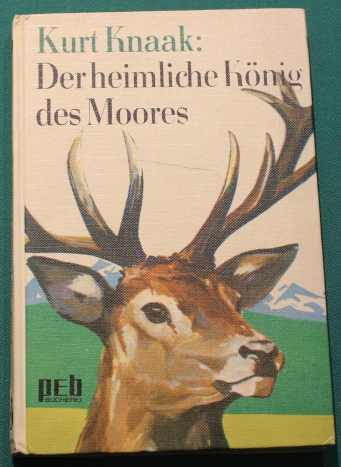 Kurt Knaak:
Der heimliche König
des Moores
peb
BÜCHEREI